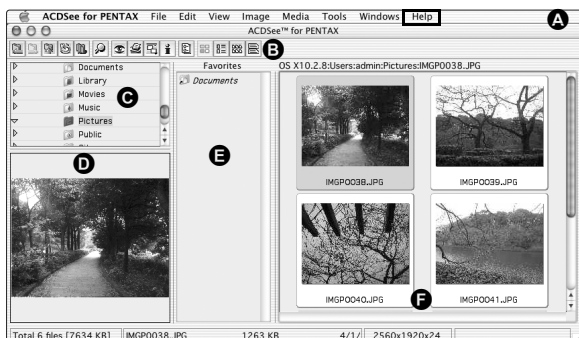 ACDSee for PENTAX File Edit View Image Media Tools Windows Help A
ACDSee™ for PENTAX
B
Documents
Library
Movies
Music
Pictures
Public
C
Favorites
Documents
E
OS X10.2.8:Users:admin:Pictures:IMGP0038.JPG
D
IMGP0038.JPG IMGP0039.JPG
IMGP0040.JPG IMGP0041.JPG
F
Total 6 files [7634 KB] IMGP0038.JPG 1263 KB 4/1/ 2560x1920x24